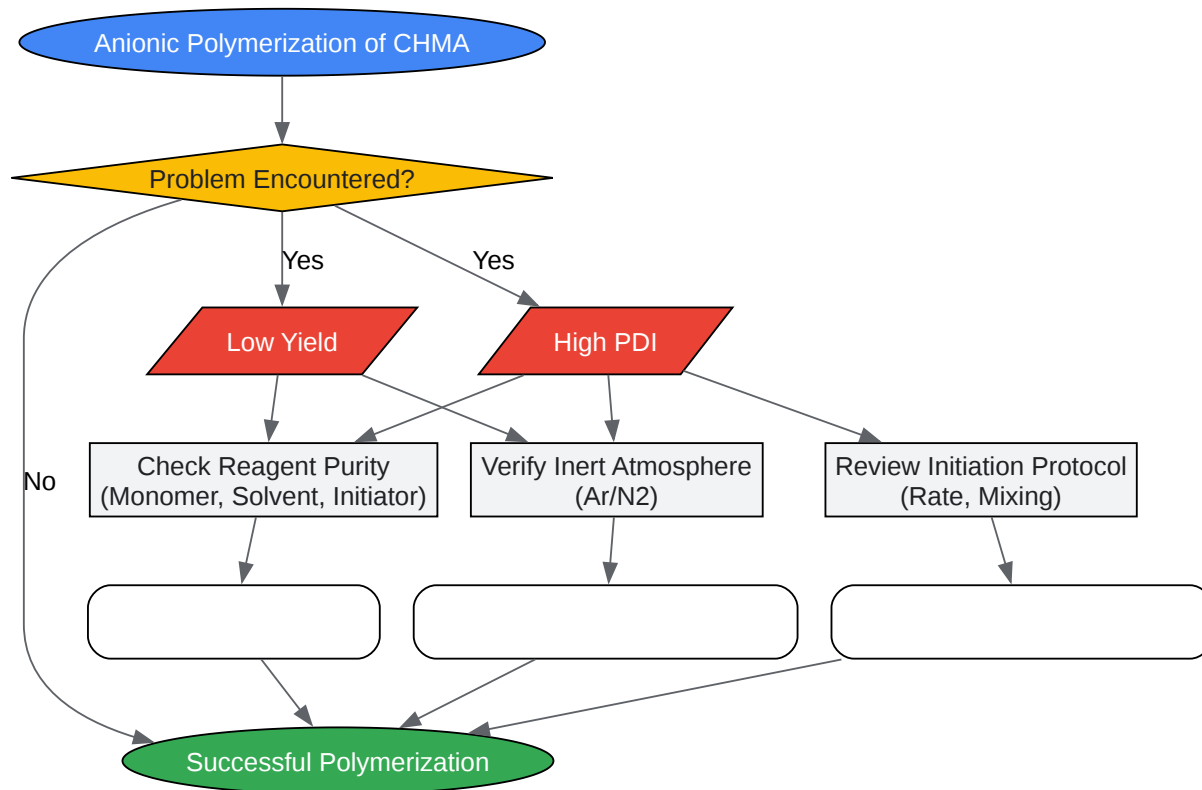 Anionic Polymerization of CHMA
Problem Encountered?
Yes
Yes
Low Yield
High PDI
No
Check Reagent Purity
(Monomer, Solvent, Initiator)
Verify Inert Atmosphere
(Ar/N2)
Review Initiation Protocol
(Rate, Mixing)
Successful Polymerization